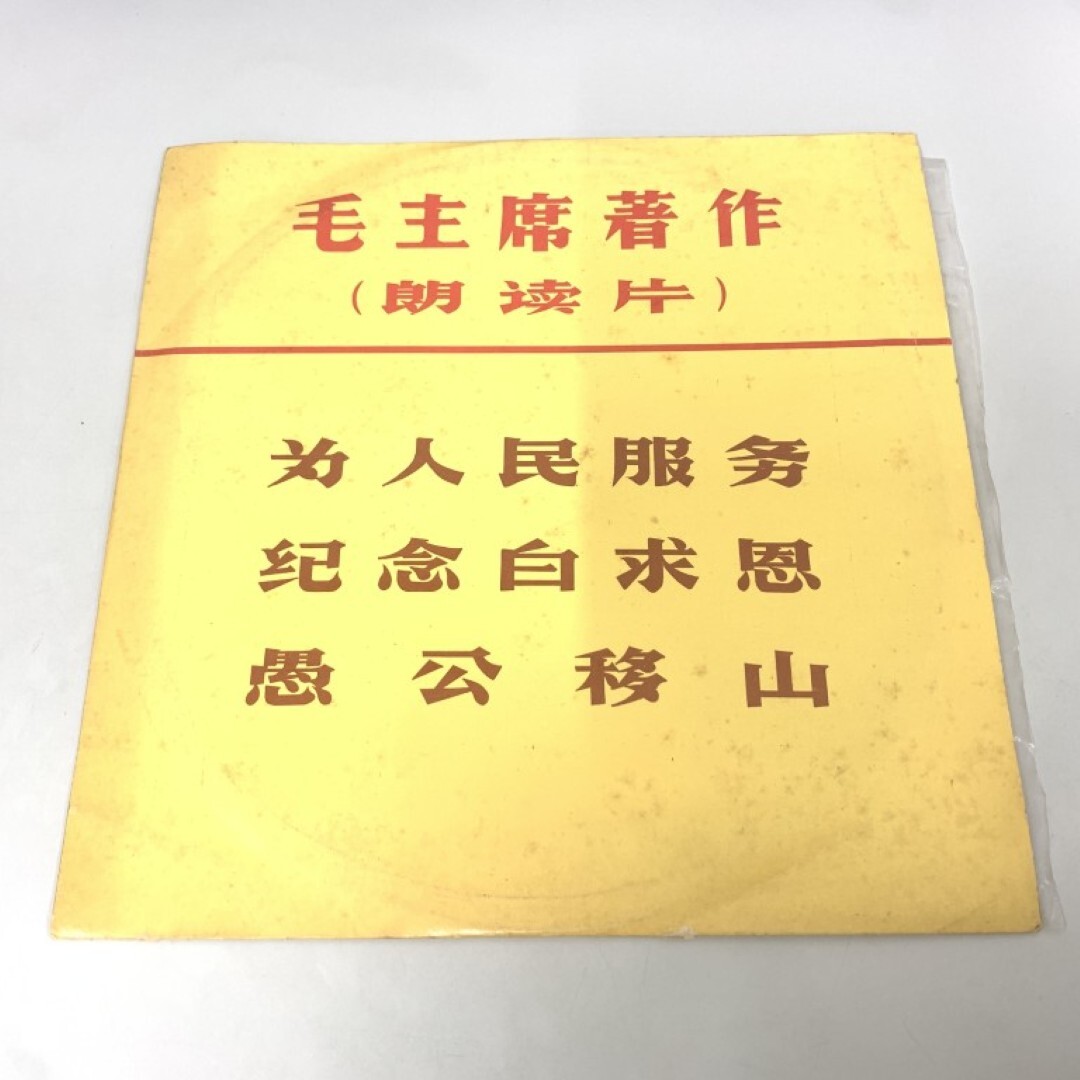 毛主席著作
（朗读片）
为人民服务
纪念白求恩
愚公移山